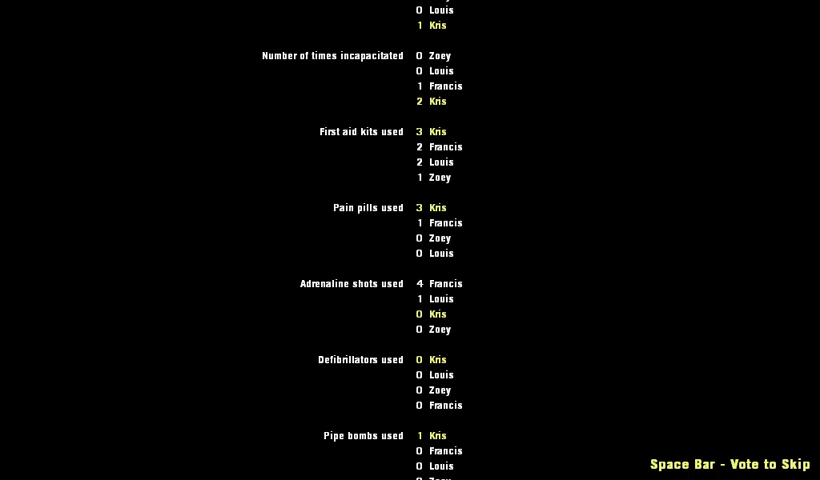 0 Louis
1 Kris
Number of times incapacitated 0 Zoey
0 Louis
1 Francis
2 Kris
First aid kits used 3 Kris
2 Francis
2 Louis
1 Zoey
Pain pills used 3 Kris
1 Francis
0 Zoey
0 Louis
Adrenaline shots used 4 Francis
1 Louis
0 Kris
0 Zoey
Defibrillators used 0 Kris
0 Louis
0 Zoey
0 Francis
Pipe bombs used 1 Kris
0 Francis
0 Louis
Space Bar - Vote to Skip